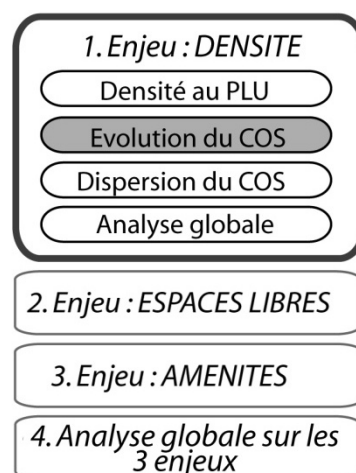 1. Enjeu : DENSITE
Densité au PLU
Evolution du COS
Dispersion du COS
Analyse globale
2. Enjeu : ESPACES LIBRES
3. Enjeu : AMENITES
4. Analyse globale sur les
3 enjeux